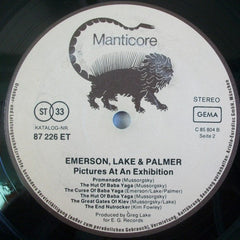 Manticore
ST 33
KATALOG-NR.
87 226 ET
STEREO
GEMA
C 85 804 B
Seite 2
EMERSON, LAKE & PALMER
Pictures At An Exhibition
Promenade (Mussorgsky)
The Hut Of Baba Yaga (Mussorgsky)
The Curse Of Baba Yaga (Emerson/Lake/Palmer)
The Hut Of Baba Yaga (Mussorgsky)
The Great Gates Of Kiev (Mussorgsky/Lake)
The End Nutrocker (Kim Fowley)
Produced by Greg Lake
for E. G. Records